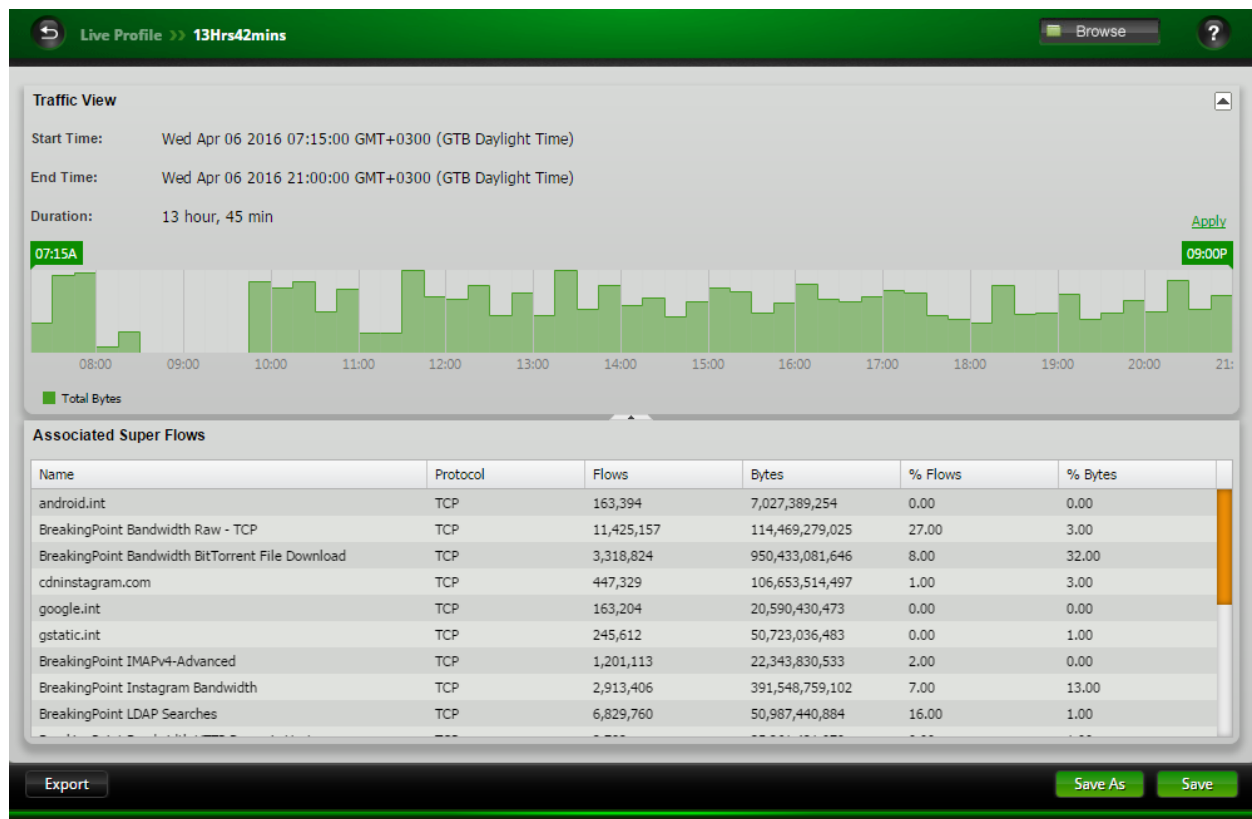 Live Profile >> 13Hrs42mins
Browse
?
Traffic View
Start Time: Wed Apr 06 2016 07:15:00 GMT+0300 (GTB Daylight Time)
End Time: Wed Apr 06 2016 21:00:00 GMT+0300 (GTB Daylight Time)
Duration: 13 hour, 45 min
Apply
07:15A 09:00P
08:00 09:00 10:00 11:00 12:00 13:00 14:00 15:00 16:00 17:00 18:00 19:00 20:00 21:
Total Bytes
Associated Super Flows
Name Protocol Flows Bytes % Flows % Bytes
android.int TCP 163,394 7,027,389,254 0.00 0.00
BreakingPoint Bandwidth Raw - TCP TCP 11,425,157 114,469,279,025 27.00 3.00
BreakingPoint Bandwidth BitTorrent File Download TCP 3,318,824 950,433,081,646 8.00 32.00
cdninstagram.com TCP 447,329 106,653,514,497 1.00 3.00
google.int TCP 163,204 20,590,430,473 0.00 0.00
gstatic.int TCP 245,612 50,723,036,483 0.00 1.00
BreakingPoint IMAPv4-Advanced TCP 1,201,113 22,343,830,533 2.00 0.00
BreakingPoint Instagram Bandwidth TCP 2,913,406 391,548,759,102 7.00 13.00
BreakingPoint LDAP Searches TCP 6,829,760 50,987,440,884 16.00 1.00
Export
Save As
Save